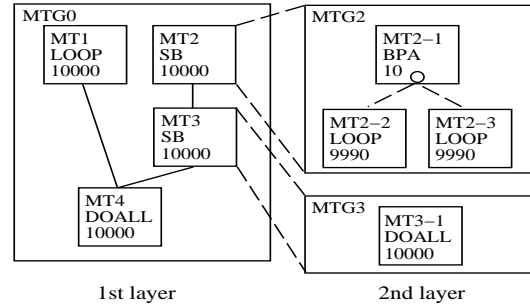 MTG0
MT1
LOOP
10000
MT2
SB
10000
MT3
SB
10000
MT4
DOALL
10000
1st layer
MTG2
MT2-1
BPA
10
MT2-2
LOOP
9990
MT2-3
LOOP
9990
MTG3
MT3-1
DOALL
10000
2nd layer